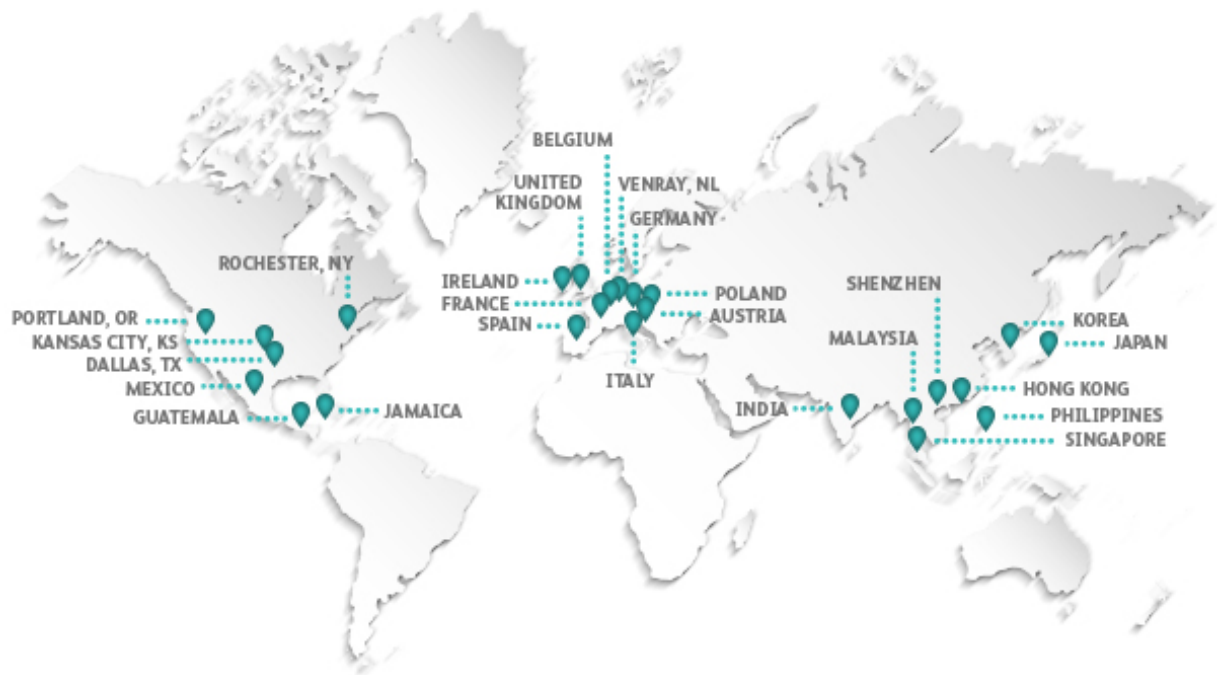 BELGIUM
UNITED
KINGDOM
VENRAY, NL
GERMANY
ROCHESTER, NY
IRELAND
FRANCE
SPAIN
POLAND
AUSTRIA
ITALY
SHENZHEN
MALAYSIA
KOREA
JAPAN
PORTLAND, OR
KANSAS CITY, KS
DALLAS, TX
MEXICO
GUATEMALA
JAMAICA
INDIA
HONG KONG
PHILIPPINES
SINGAPORE